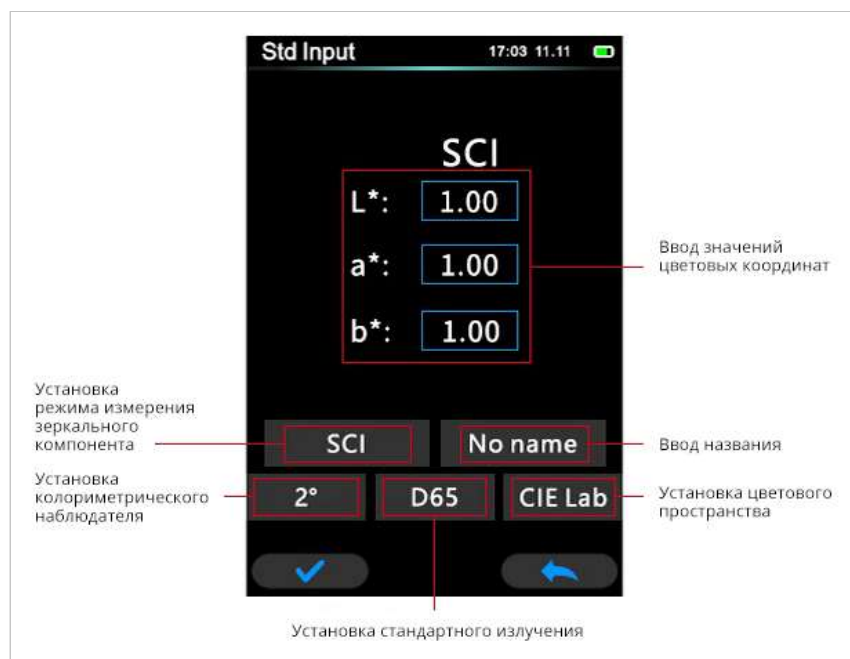 Std Input
17:03 11.11
SCI
L*: 1.00
a*: 1.00
b*: 1.00
Ввод значений
цветовых координат
Установка
режима измерения
зеркального
компонента
SCI
No name
Ввод названия
Установка
колориметрического
наблюдателя
2°
D65
CIE Lab
Установка цветового
пространства
Установка стандартного излучения